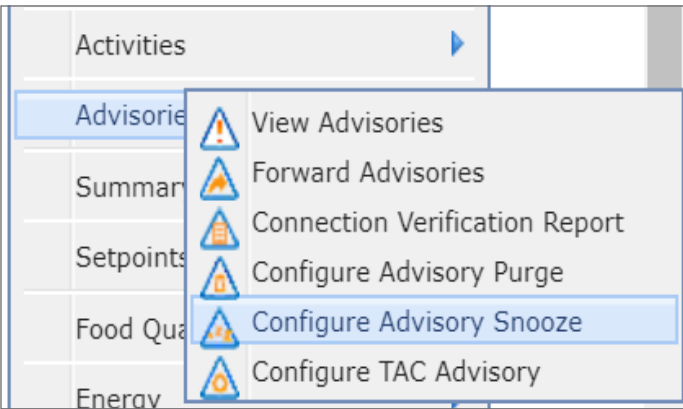 Activities
Advisorie
View Advisories
Forward Advisories
Summar
Connection Verification Report
Setpoints
Configure Advisory Purge
Food Qua
Configure Advisory Snooze
Configure TAC Advisory
Energy